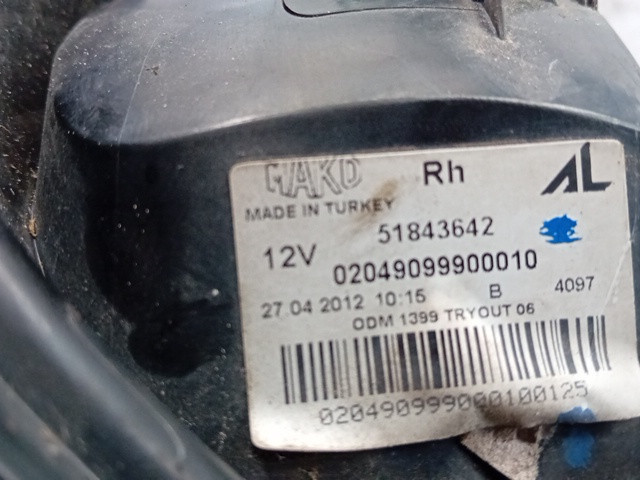 MAKO Rh AL
MADE IN TURKEY
51843642
12V 02049099900010
27.04 2012 10:15 B 4097
ODM 1399 TRYOUT 06
020490999000100125